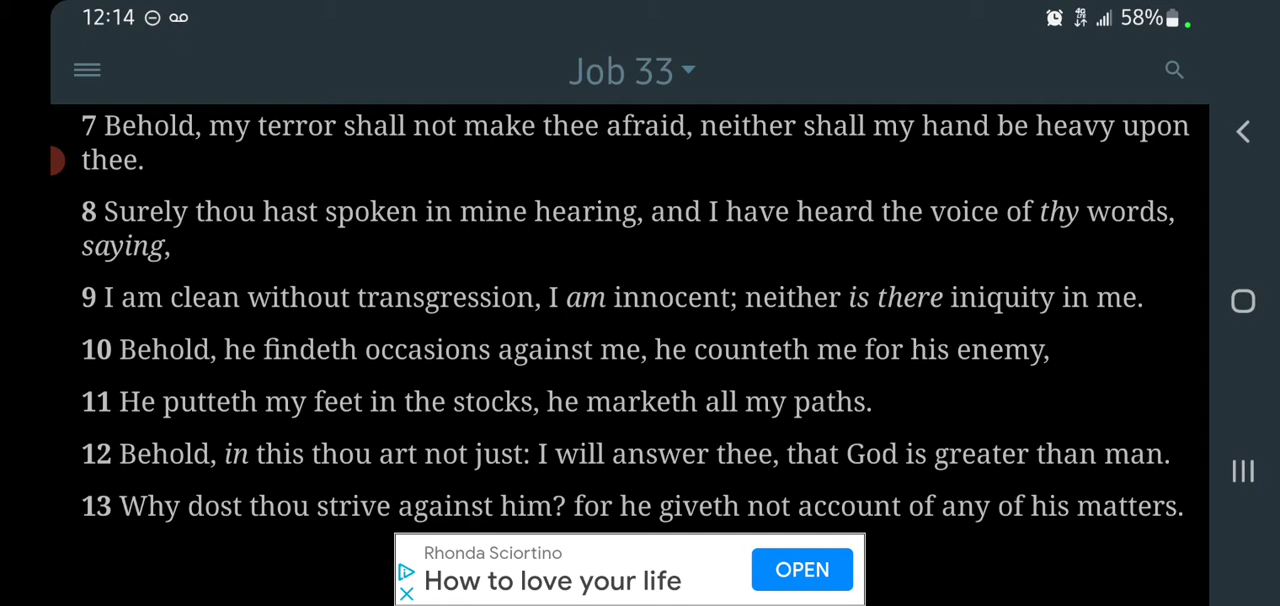 12:14 58%
Job 33
7 Behold, my terror shall not make thee afraid, neither shall my hand be heavy upon
thee.
8 Surely thou hast spoken in mine hearing, and I have heard the voice of thy words,
saying,
9 I am clean without transgression, I am innocent; neither is there iniquity in me.
10 Behold, he findeth occasions against me, he counteth me for his enemy,
11 He putteth my feet in the stocks, he marketh all my paths.
12 Behold, in this thou art not just: I will answer thee, that God is greater than man.
13 Why dost thou strive against him? for he giveth not account of any of his matters.
Rhonda Sciortino
How to love your life
OPEN